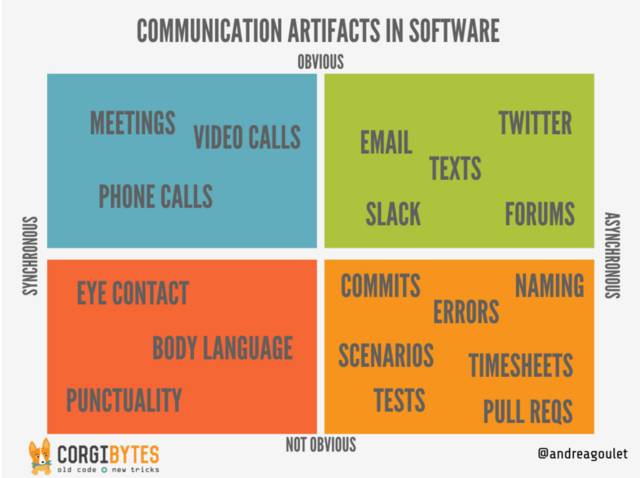 COMMUNICATION ARTIFACTS IN SOFTWARE
OBVIOUS
MEETINGS
VIDEO CALLS
PHONE CALLS
EMAIL
TWITTER
TEXTS
SLACK
FORUMS
SYNCHRONOUS
ASYNCHRONOUS
EYE CONTACT
BODY LANGUAGE
PUNCTUALITY
COMMITS
NAMING
ERRORS
SCENARIOS
TIMESHEETS
TESTS
PULL REQS
NOT OBVIOUS
CORGIBYTES
old code new tricks
@andreagoulet